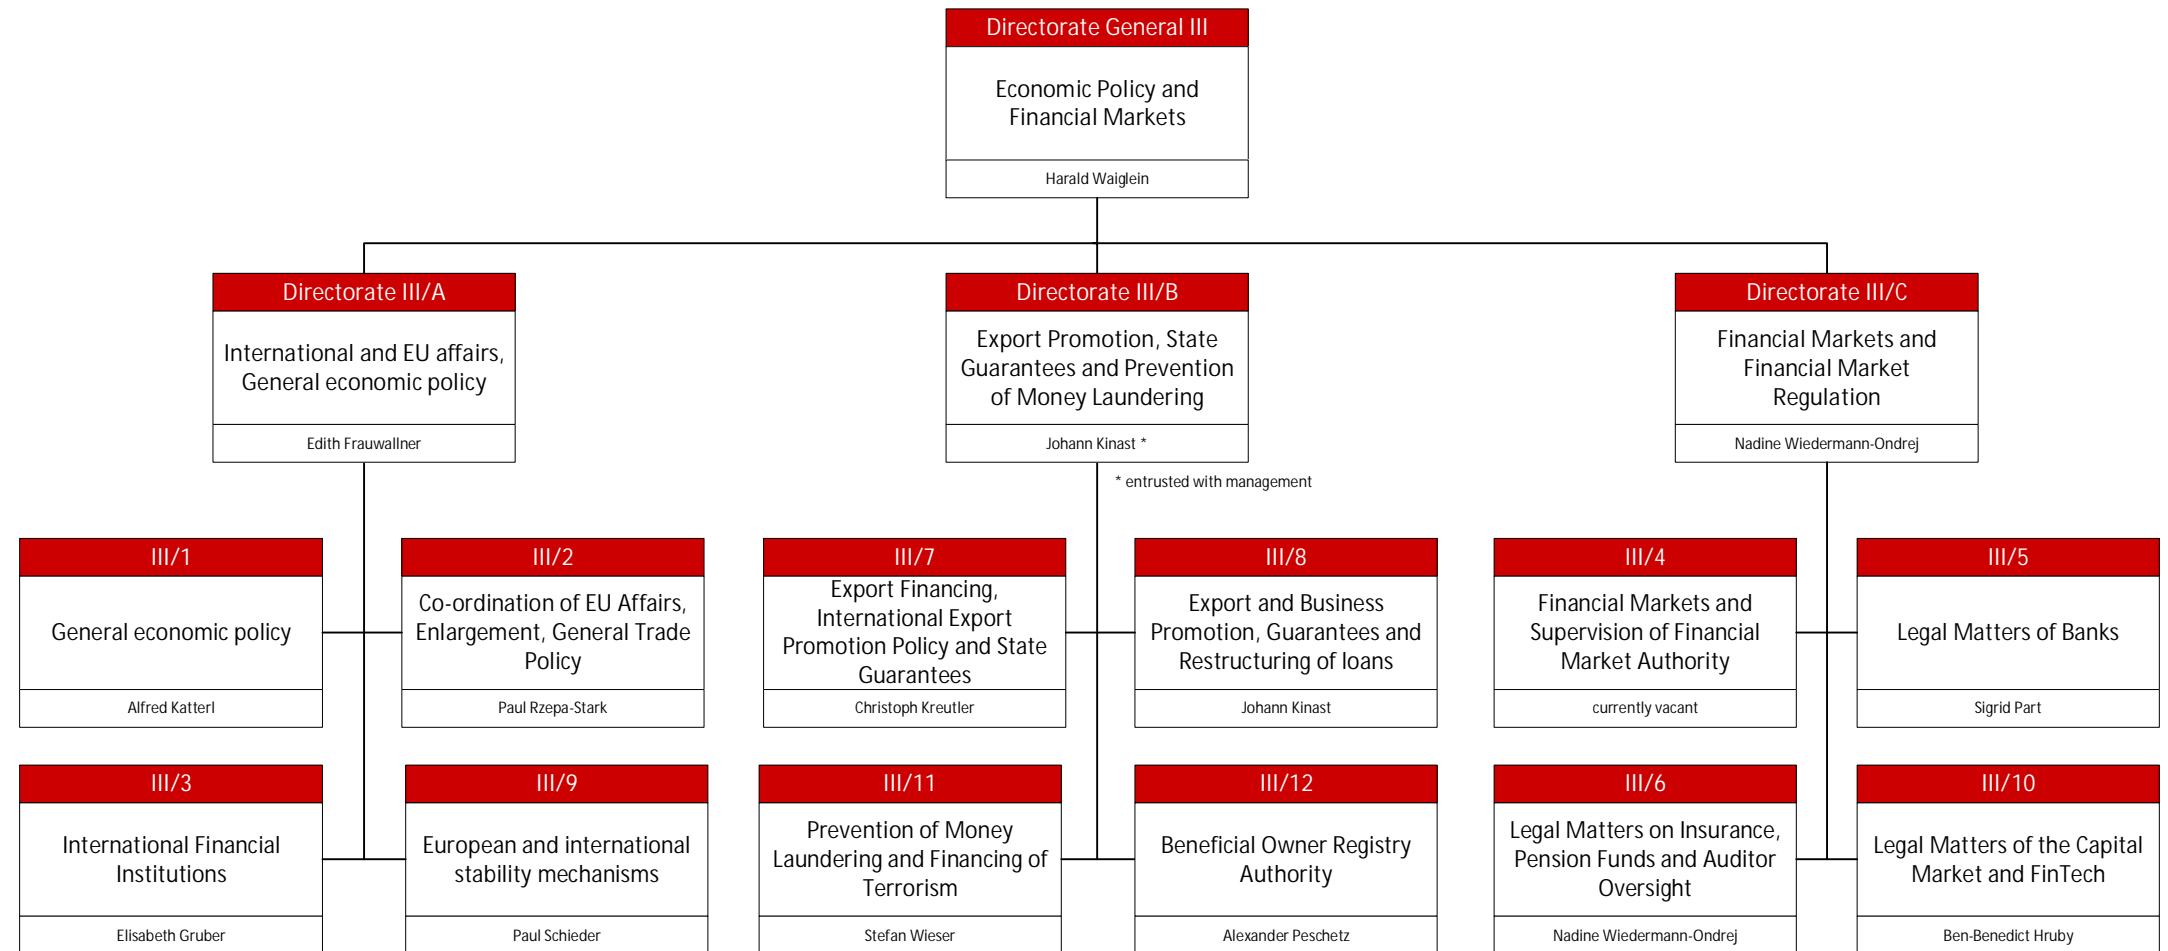 Directorate General III
Economic Policy and
Financial Markets
Harald Waiglein
Directorate III/A
International and EU affairs,
General economic policy
Edith Frauwallner
Directorate III/B
Export Promotion, State
Guarantees and Prevention
of Money Laundering
Johann Kinast *
* entrusted with management
Directorate III/C
Financial Markets and
Financial Market
Regulation
Nadine Wiedermann-Ondrej
III/1
General economic policy
Alfred Katterl
III/2
Co-ordination of EU Affairs,
Enlargement, General Trade
Policy
Paul Rzepa-Stark
III/7
Export Financing,
International Export
Promotion Policy and State
Guarantees
Christoph Kreutler
III/8
Export and Business
Promotion, Guarantees and
Restructuring of loans
Johann Kinast
III/4
Financial Markets and
Supervision of Financial
Market Authority
currently vacant
III/5
Legal Matters of Banks
Sigrid Part
III/3
International Financial
Institutions
Elisabeth Gruber
III/9
European and international
stability mechanisms
Paul Schieder
III/11
Prevention of Money
Laundering and Financing of
Terrorism
Stefan Wieser
III/12
Beneficial Owner Registry
Authority
Alexander Peschetz
III/6
Legal Matters on Insurance,
Pension Funds and Auditor
Oversight
Nadine Wiedermann-Ondrej
III/10
Legal Matters of the Capital
Market and FinTech
Ben-Benedict Hruby